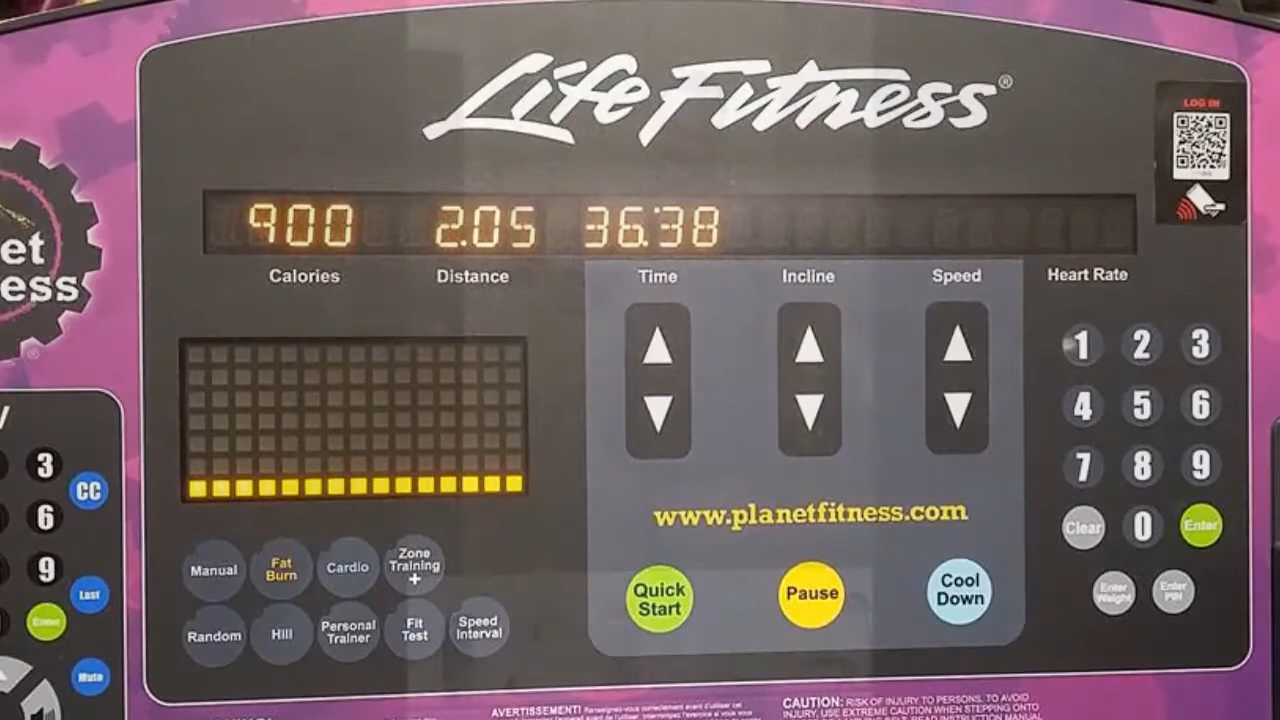 LifeFitness®
LOG IN
900 2.05 36:38
Calories Distance Time Incline Speed Heart Rate
et
ess
®
1 2 3
4 5 6
7 8 9
Clear 0 Enter
Enter Weight Enter PIN
www.planetfitness.com
Manual Fat Burn Cardio Zone Training +
Random Hill Personal Trainer Fit Test Speed Interval
Quick Start Pause Cool Down
3
CC
6
9
Last
Enter
Mute
AVERTISSEMENT!
CAUTION: RISK OF INJURY TO PERSONS, TO AVOID
INJURY, USE EXTREME CAUTION WHEN STEPPING ONTO